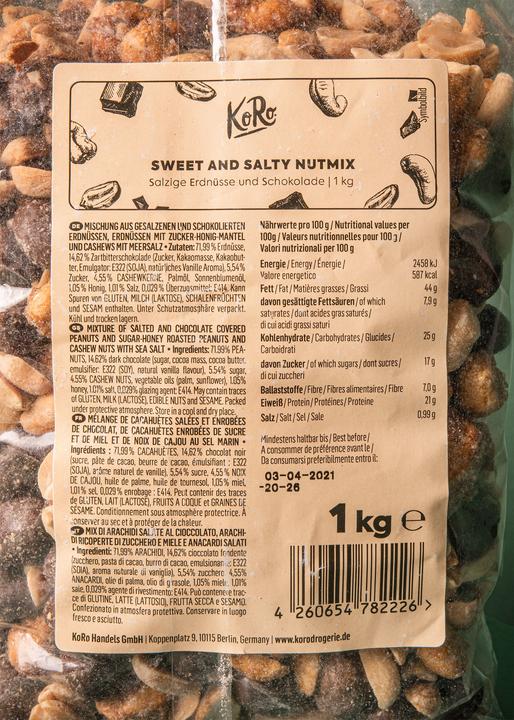 KoRo
Symbolbild
SWEET AND SALTY NUTMIX
Salzige Erdnüsse und Schokolade | 1 kg
DE MISCHUNG AUS GESALZENEN UND SCHOKOLIERTEN
ERDNÜSSEN, ERDNÜSSEN MIT ZUCKER-HONIG-MANTEL
UND CASHEWS MIT MEERSALZ • Zutaten: 71,99% Erdnüsse,
14,62% Zartbitterschokolade (Zucker, Kakaomasse, Kakaobut-
ter, Emulgator: E322 (SOJA), natürliches Vanille Aroma), 5,54%
Zucker, 4,55% CASHEWKERNE, Palmöl, Sonnenblumenöl,
1,05% Honig, 1,01% Salz, 0,029% Überzugsmittel: E414. Kann
Spuren von GLUTEN, MILCH (LAKTOSE), SCHALENFRÜCHTEN
und SESAM enthalten. Unter Schutzatmosphäre verpackt.
Kühl und trocken lagern.
GB MIXTURE OF SALTED AND CHOCOLATE COVERED
PEANUTS AND SUGAR-HONEY ROASTED PEANUTS AND
CASHEW NUTS WITH SEA SALT • Ingredients: 71,99% PEA-
NUTS, 14,62% dark chocolate (sugar, cocoa mass, cocoa butter,
emulsifier: E322 (SOY), natural vanilla flavour), 5,54% sugar,
4,55% CASHEW NUTS, vegetable oils (palm, sunflower), 1,05%
honey, 1,01% salt, 0,029% glazing agent: E414. May contain traces
of GLUTEN, MILK (LACTOSE), EDIBLE NUTS and SESAME. Packed
under protective atmosphere. Store in a cool and dry place.
FR MÉLANGE DE CACAHUÈTES SALÉES ET ENROBÉES
DE CHOCOLAT, DE CACAHUÈTES ENROBÉES DE SUCRE
ET DE MIEL ET DE NOIX DE CAJOU AU SEL MARIN •
Ingrédients : 71,99% CACAHUÈTES, 14,62% chocolat noir
(sucre, pâte de cacao, beurre de cacao, émulsifiant : E322
(SOJA), arôme naturel de vanille), 5,54% sucre, 4,55% NOIX
DE CAJOU, huile de palme, huile de tournesol, 1,05% miel,
1,01% sel, 0,029% enrobage : E414. Peut contenir des traces
de GLUTEN, LAIT (LACTOSE), FRUITS A COQUE et GRAINES DE
SÉSAME. Conditionnement sous atmosphère protectrice. À
conserver au sec et à protéger de la chaleur.
IT MIX DI ARACHIDI SALATE AL CIOCCOLATO, ARACHI-
DI RICOPERTE DI ZUCCHERO E MIELE E ANACARDI SALATI
• Ingredienti: 71,99% ARACHIDI, 14,62% cioccolato fondente
(zucchero, pasta di cacao, burro di cacao, emulsionante: E322
(SOIA), aroma naturale di vaniglia), 5,54% zucchero, 4,55%
ANACARDI, olio di palma, olio di girasole, 1,05% miele, 1,01%
sale, 0,029% agente di rivestimento: E414. Può contenere trac-
ce di GLUTINE, LATTE (LATTOSIO), FRUTTA SECCA e SESAMO.
Confezionato in atmosfera protettiva. Conservare in luogo
fresco e asciutto.
Nährwerte pro 100 g / Nutritional values per
100g / Valeurs nutritionnelles pour 100 g /
Valori nutrizionali per 100 g
Energie / Energy / Énergie / 2458 kJ
Valore energetico 587 kcal
Fett / Fat / Matières grasses / Grassi 44 g
davon gesättigte Fettsäuren / of which 7,9 g
saturates / dont acides gras saturés /
di cui acidi grassi saturi
Kohlenhydrate / Carbohydrates / Glucides / 25 g
Carboidrati
davon Zucker / of which sugars / dont sucres / 17 g
di cui zuccheri
Ballaststoffe / Fibre / Fibres alimentaires / Fibre 7,0 g
Eiweiß / Protein / Protéines / Proteine 21 g
Salz / Salt / Sel / Sale 0,99 g
Mindestens haltbar bis / Best before /
A consommer de préférence avant le /
Da consumarsi preferibilmente entro il:
03-04-2021
-20-26
1 kg ℮
4 260654 782226 >
KoRo Handels GmbH | Koppenplatz 9, 10115 Berlin, Germany | www.korodrogerie.de